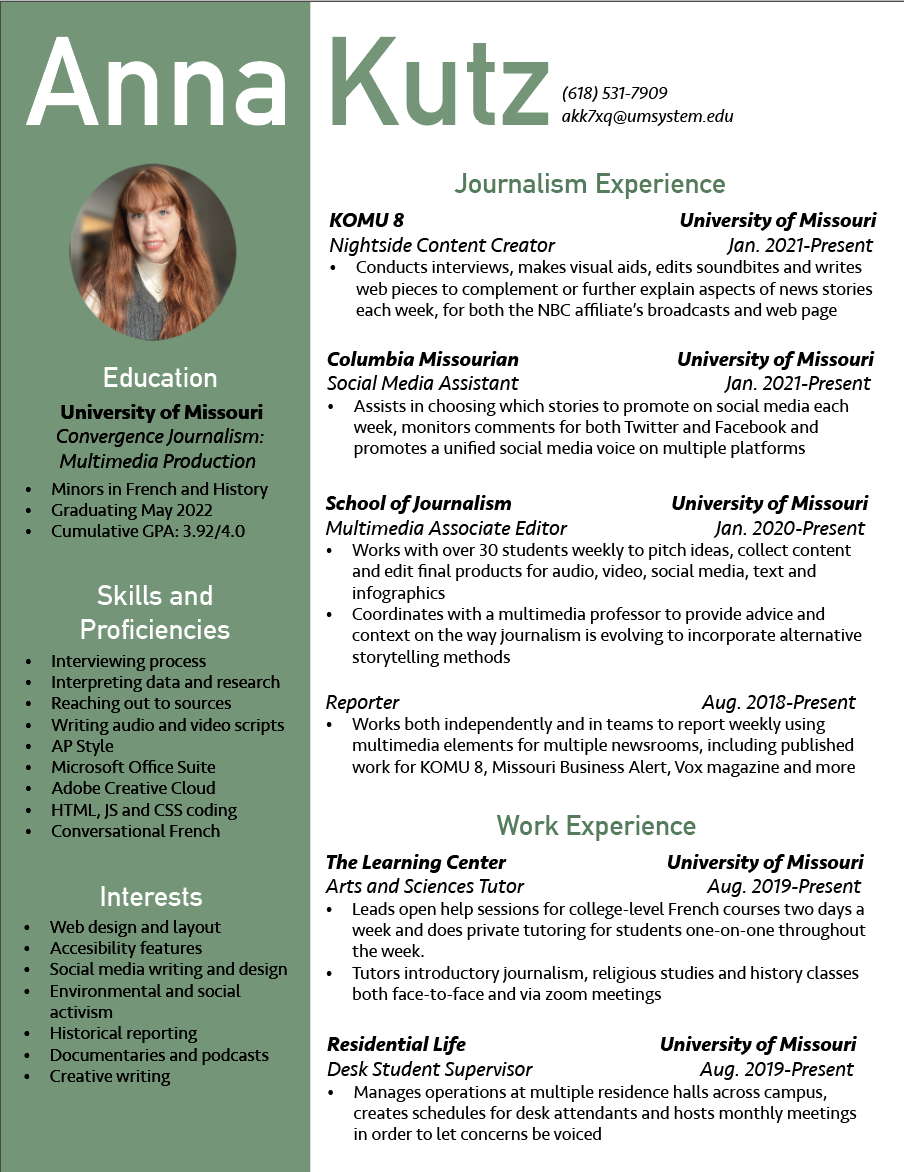 Anna Kutz
(618) 531-7909
akk7xq@umsystem.edu
Education
University of Missouri
Convergence Journalism:
Multimedia Production
• Minors in French and History
• Graduating May 2022
• Cumulative GPA: 3.92/4.0
Skills and
Proficiencies
• Interviewing process
• Interpreting data and research
• Reaching out to sources
• Writing audio and video scripts
• AP Style
• Microsoft Office Suite
• Adobe Creative Cloud
• HTML, JS and CSS coding
• Conversational French
Interests
• Web design and layout
• Accesibility features
• Social media writing and design
• Environmental and social
activism
• Historical reporting
• Documentaries and podcasts
• Creative writing
Journalism Experience
KOMU 8 University of Missouri
Nightside Content Creator Jan. 2021-Present
• Conducts interviews, makes visual aids, edits soundbites and writes
web pieces to complement or further explain aspects of news stories
each week, for both the NBC affiliate's broadcasts and web page
Columbia Missourian University of Missouri
Social Media Assistant Jan. 2021-Present
• Assists in choosing which stories to promote on social media each
week, monitors comments for both Twitter and Facebook and
promotes a unified social media voice on multiple platforms
School of Journalism University of Missouri
Multimedia Associate Editor Jan. 2020-Present
• Works with over 30 students weekly to pitch ideas, collect content
and edit final products for audio, video, social media, text and
infographics
• Coordinates with a multimedia professor to provide advice and
context on the way journalism is evolving to incorporate alternative
storytelling methods
Reporter Aug. 2018-Present
• Works both independently and in teams to report weekly using
multimedia elements for multiple newsrooms, including published
work for KOMU 8, Missouri Business Alert, Vox magazine and more
Work Experience
The Learning Center University of Missouri
Arts and Sciences Tutor Aug. 2019-Present
• Leads open help sessions for college-level French courses two days a
week and does private tutoring for students one-on-one throughout
the week.
• Tutors introductory journalism, religious studies and history classes
both face-to-face and via zoom meetings
Residential Life University of Missouri
Desk Student Supervisor Aug. 2019-Present
• Manages operations at multiple residence halls across campus,
creates schedules for desk attendants and hosts monthly meetings
in order to let concerns be voiced